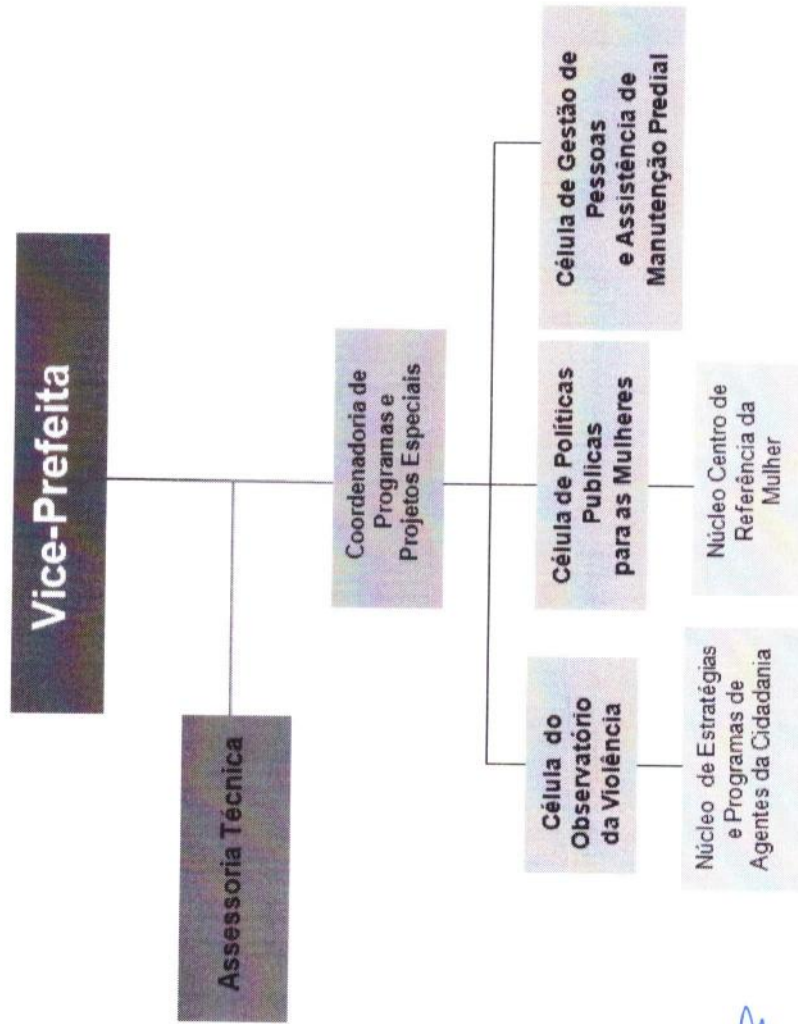 Vice-Prefeita
Assessoria Técnica
Coordenadoria de
Programas e
Projetos Especiais
Célula do
Observatório
da Violência
Célula de Políticas
Publicas
para as Mulheres
Célula de Gestão de
Pessoas
e Assistência de
Manutenção Predial
Núcleo de Estratégias
e Programas de
Agentes da Cidadania
Núcleo Centro de
Referência da
Mulher